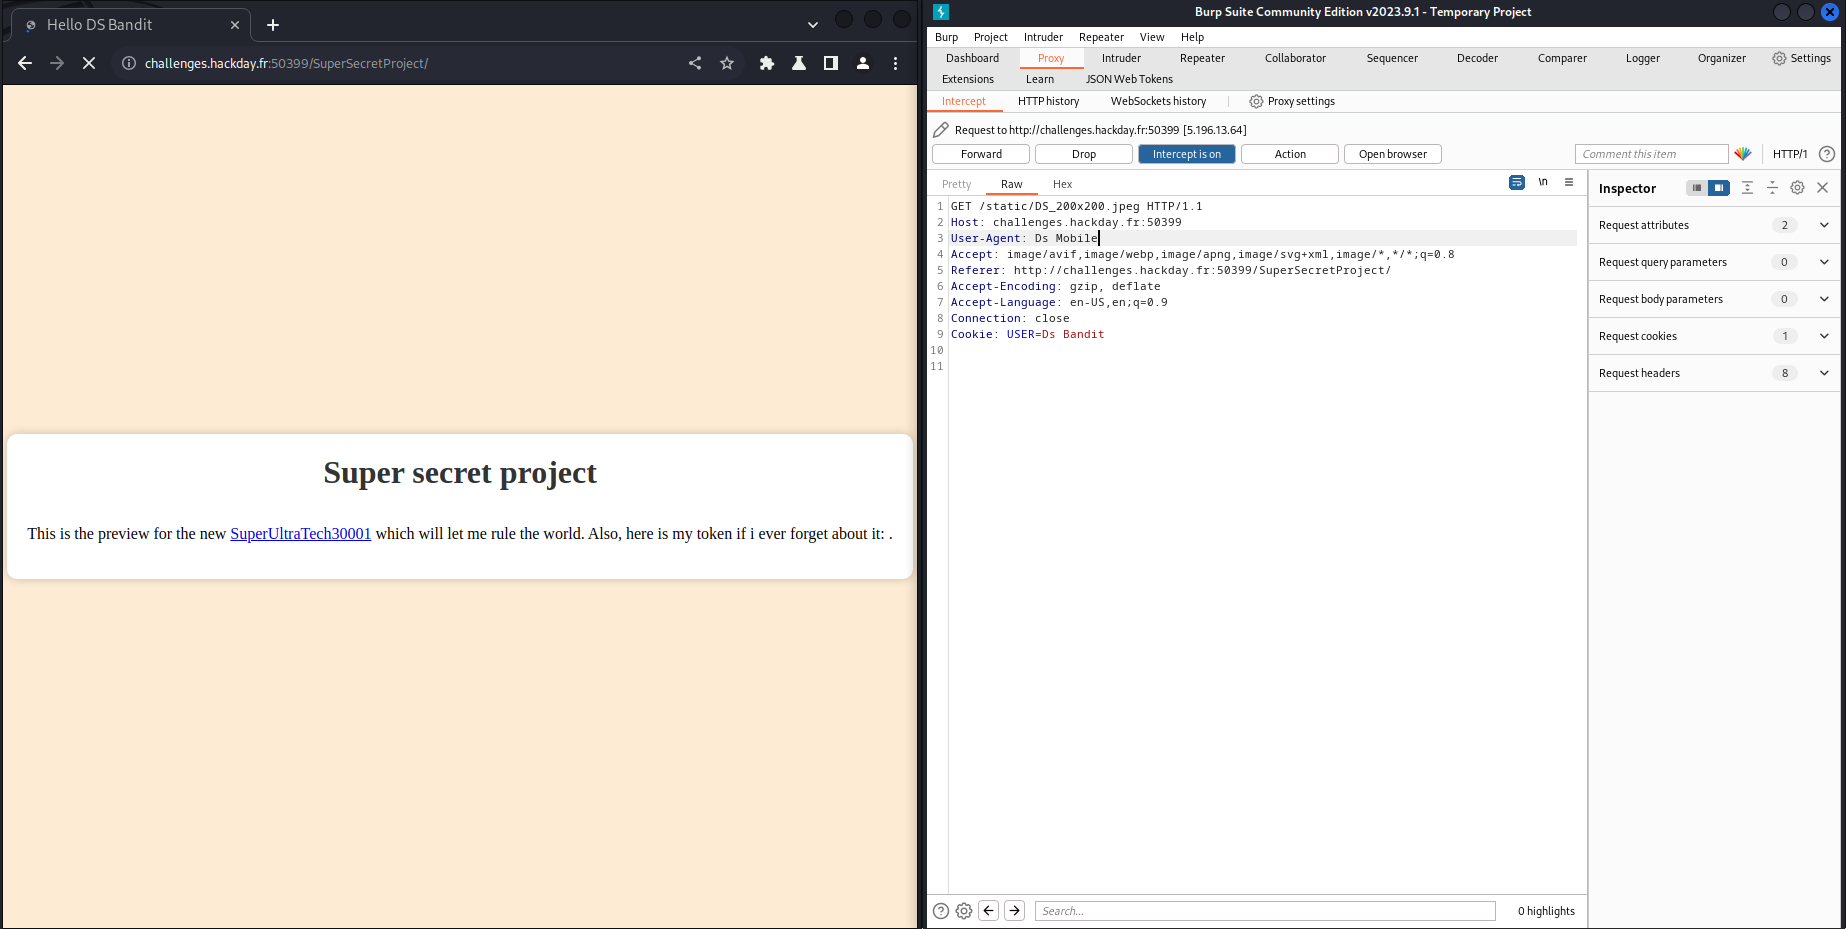 Hello DS Bandit
challenges.hackday.fr:50399/SuperSecretProject/
Super secret project
This is the preview for the new SuperUltraTech30001 which will let me rule the world. Also, here is my token if i ever forget about it: .
Burp Suite Community Edition v2023.9.1 - Temporary Project
Burp Project Intruder Repeater View Help
Dashboard Proxy Intruder Repeater Collaborator Sequencer Decoder Comparer Logger Organizer Settings
Extensions Learn JSON Web Tokens
Intercept HTTP history WebSockets history Proxy settings
Request to http://challenges.hackday.fr:50399 [5.196.13.64]
Forward Drop Intercept is on Action Open browser Comment this item HTTP/1 ?
Pretty Raw Hex \n
1 GET /static/DS_200x200.jpeg HTTP/1.1
2 Host: challenges.hackday.fr:50399
3 User-Agent: Ds Mobile
4 Accept: image/avif,image/webp,image/apng,image/svg+xml,image/*,*/*;q=0.8
5 Referer: http://challenges.hackday.fr:50399/SuperSecretProject/
6 Accept-Encoding: gzip, deflate
7 Accept-Language: en-US,en;q=0.9
8 Connection: close
9 Cookie: USER=Ds Bandit
10
11
Inspector
Request attributes 2
Request query parameters 0
Request body parameters 0
Request cookies 1
Request headers 8
? Search... 0 highlights